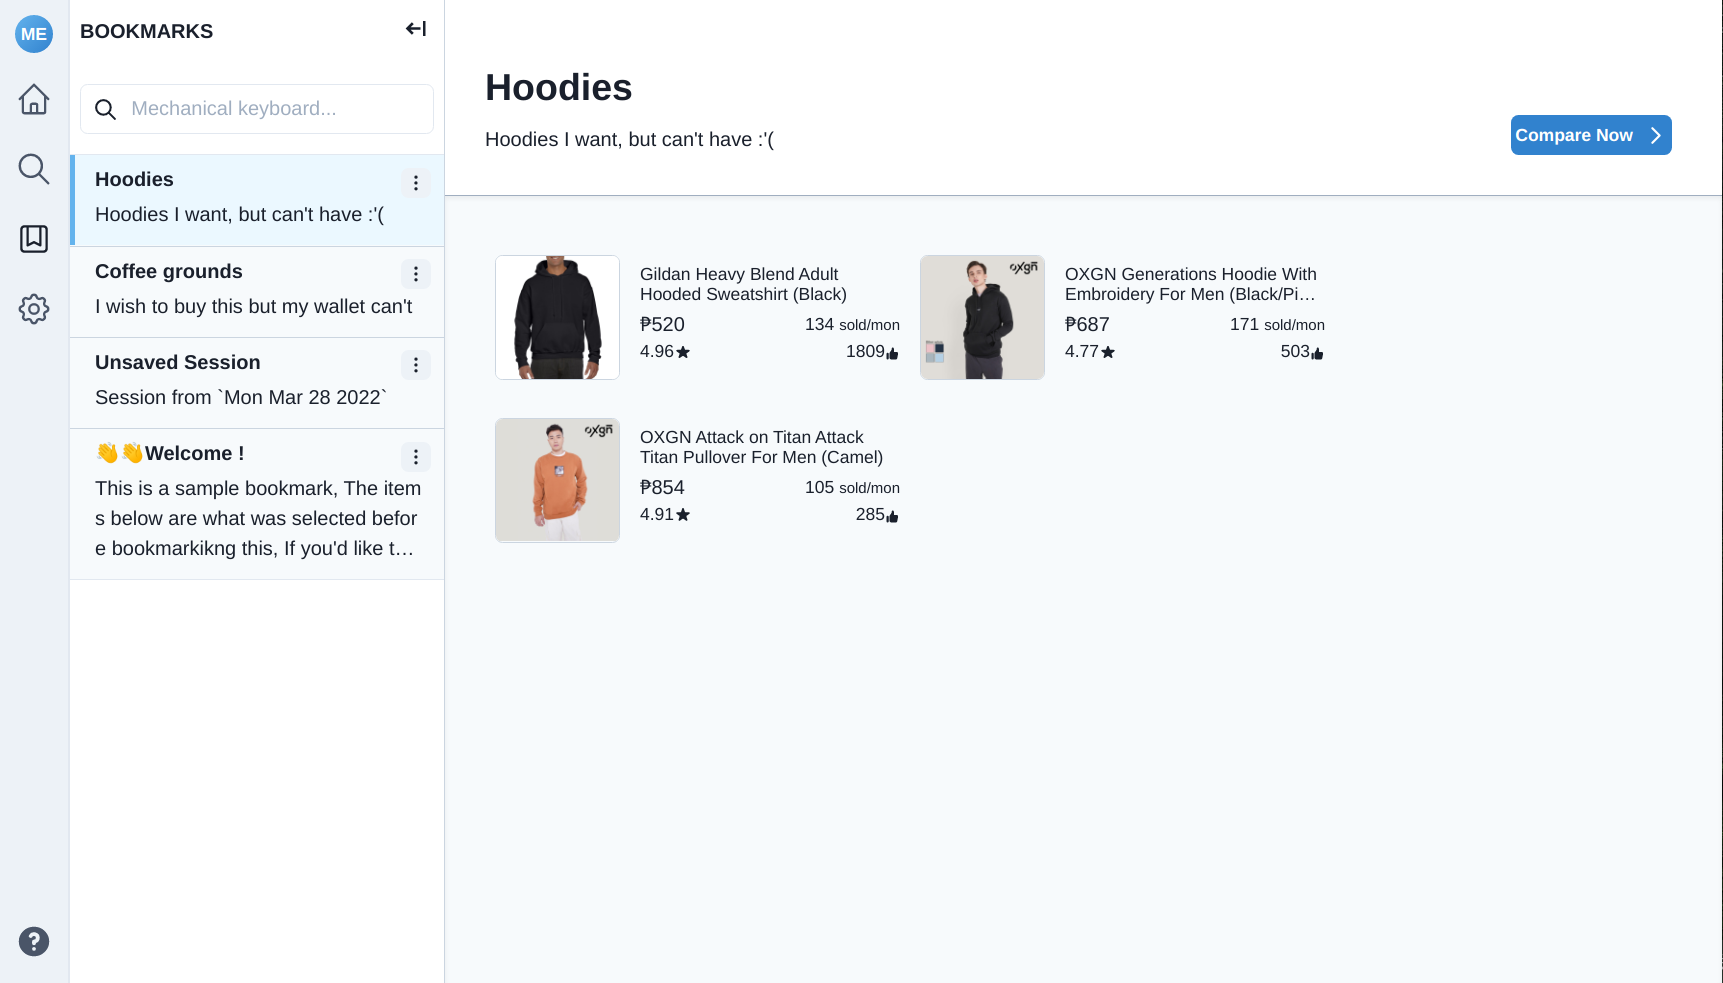 ME
BOOKMARKS
Mechanical keyboard...
Hoodies
Hoodies I want, but can't have :'(
Coffee grounds
I wish to buy this but my wallet can't
Unsaved Session
Session from `Mon Mar 28 2022`
👋👋Welcome !
This is a sample bookmark, The item
s below are what was selected befor
e bookmarkikng this, If you'd like t…
Hoodies
Hoodies I want, but can't have :'(
Compare Now
Gildan Heavy Blend Adult
Hooded Sweatshirt (Black)
₱520 134 sold/mon
4.96★ 1809
oxgn
OXGN Generations Hoodie With
Embroidery For Men (Black/Pi…
₱687 171 sold/mon
4.77★ 503
oxgn
OXGN Attack on Titan Attack
Titan Pullover For Men (Camel)
₱854 105 sold/mon
4.91★ 285